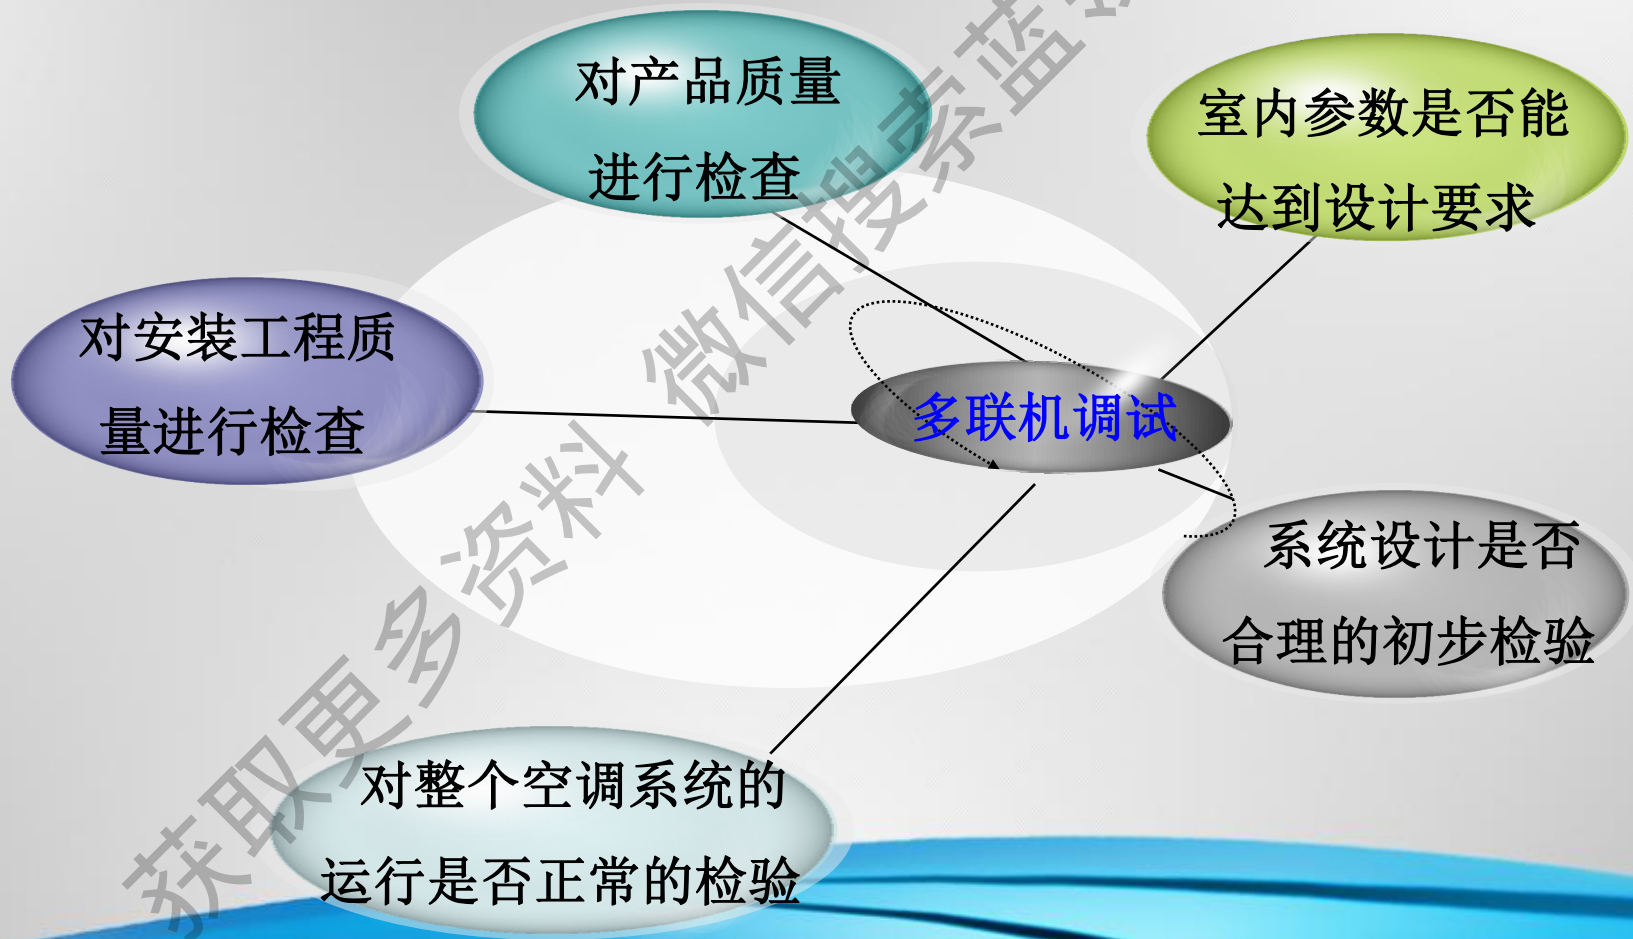 对产品质量
进行检查
室内参数是否能
达到设计要求
对安装工程质
量进行检查
多联机调试
系统设计是否
合理的初步检验
对整个空调系统的
运行是否正常的检验
获取更多资料 微信搜索蓝